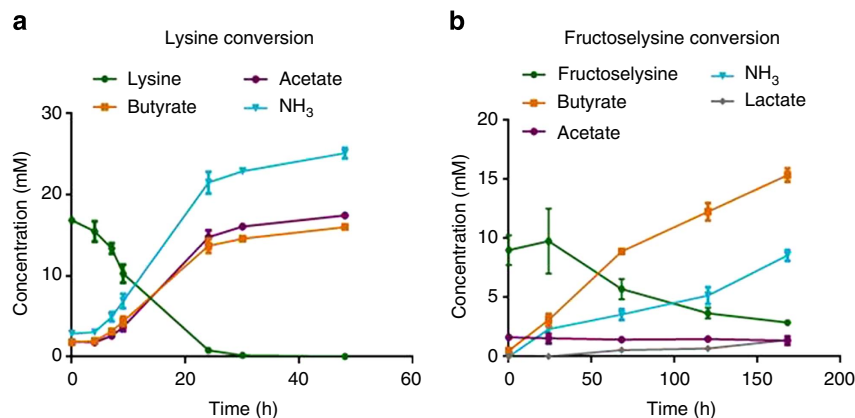 a
Lysine conversion
Lysine
Butyrate
Acetate
NH3
Concentration (mM)
30
20
10
0
0 20 40 60
Time (h)
b
Fructoselysine conversion
Fructoselysine
Butyrate
Acetate
NH3
Lactate
Concentration (mM)
20
15
10
5
0
0 50 100 150 200
Time (h)